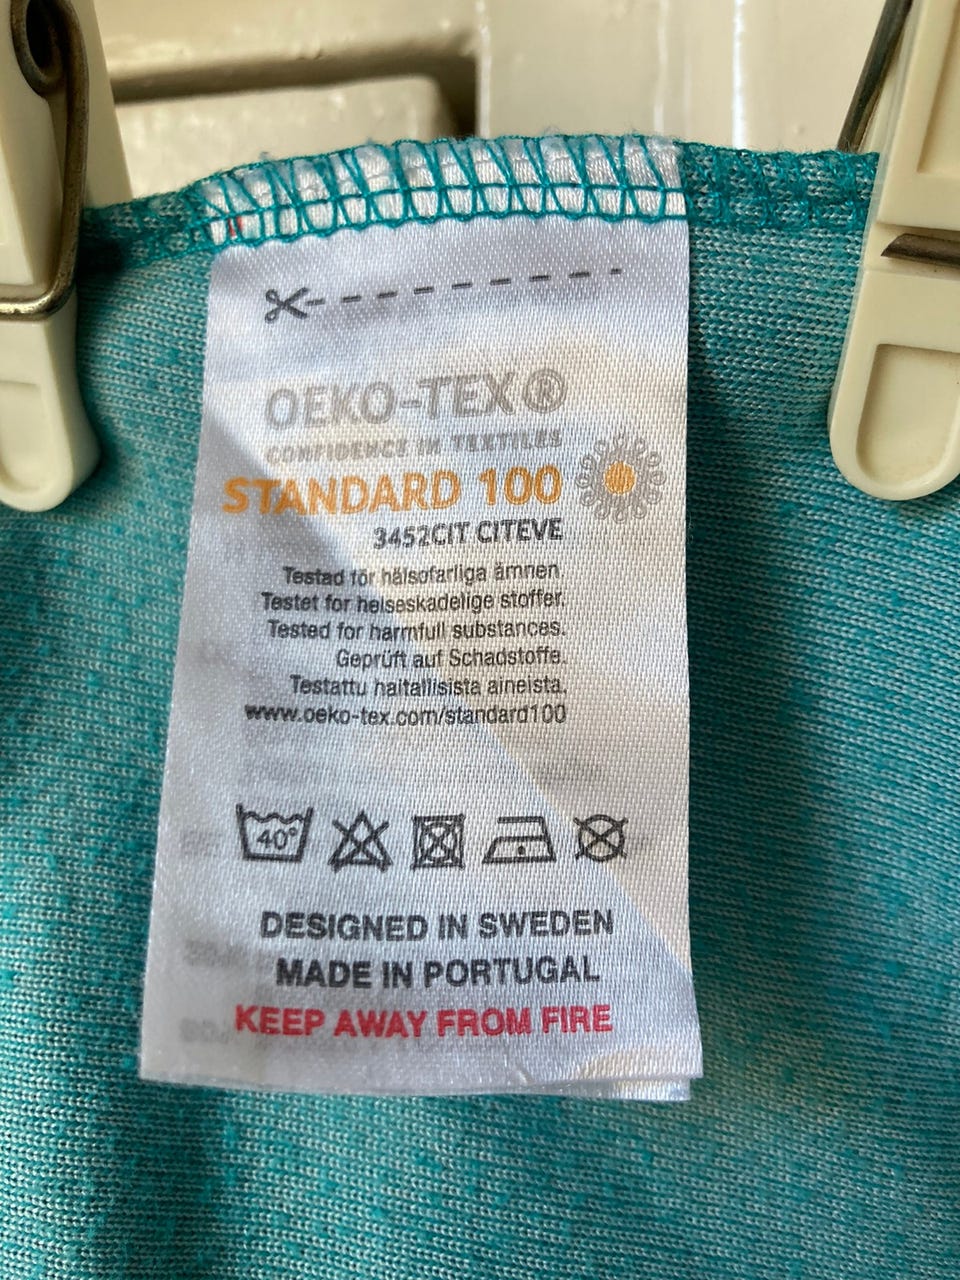 OEKO-TEX®
CONFIDENCE IN TEXTILES
STANDARD 100
3452CIT CITEVE
Testad för hälsofarliga ämnen.
Testet for helseskadelige stoffer.
Tested for harmfull substances.
Geprüft auf Schadstoffe.
Testattu haitallisista aineista.
www.oeko-tex.com/standard100
40°
DESIGNED IN SWEDEN
MADE IN PORTUGAL
KEEP AWAY FROM FIRE